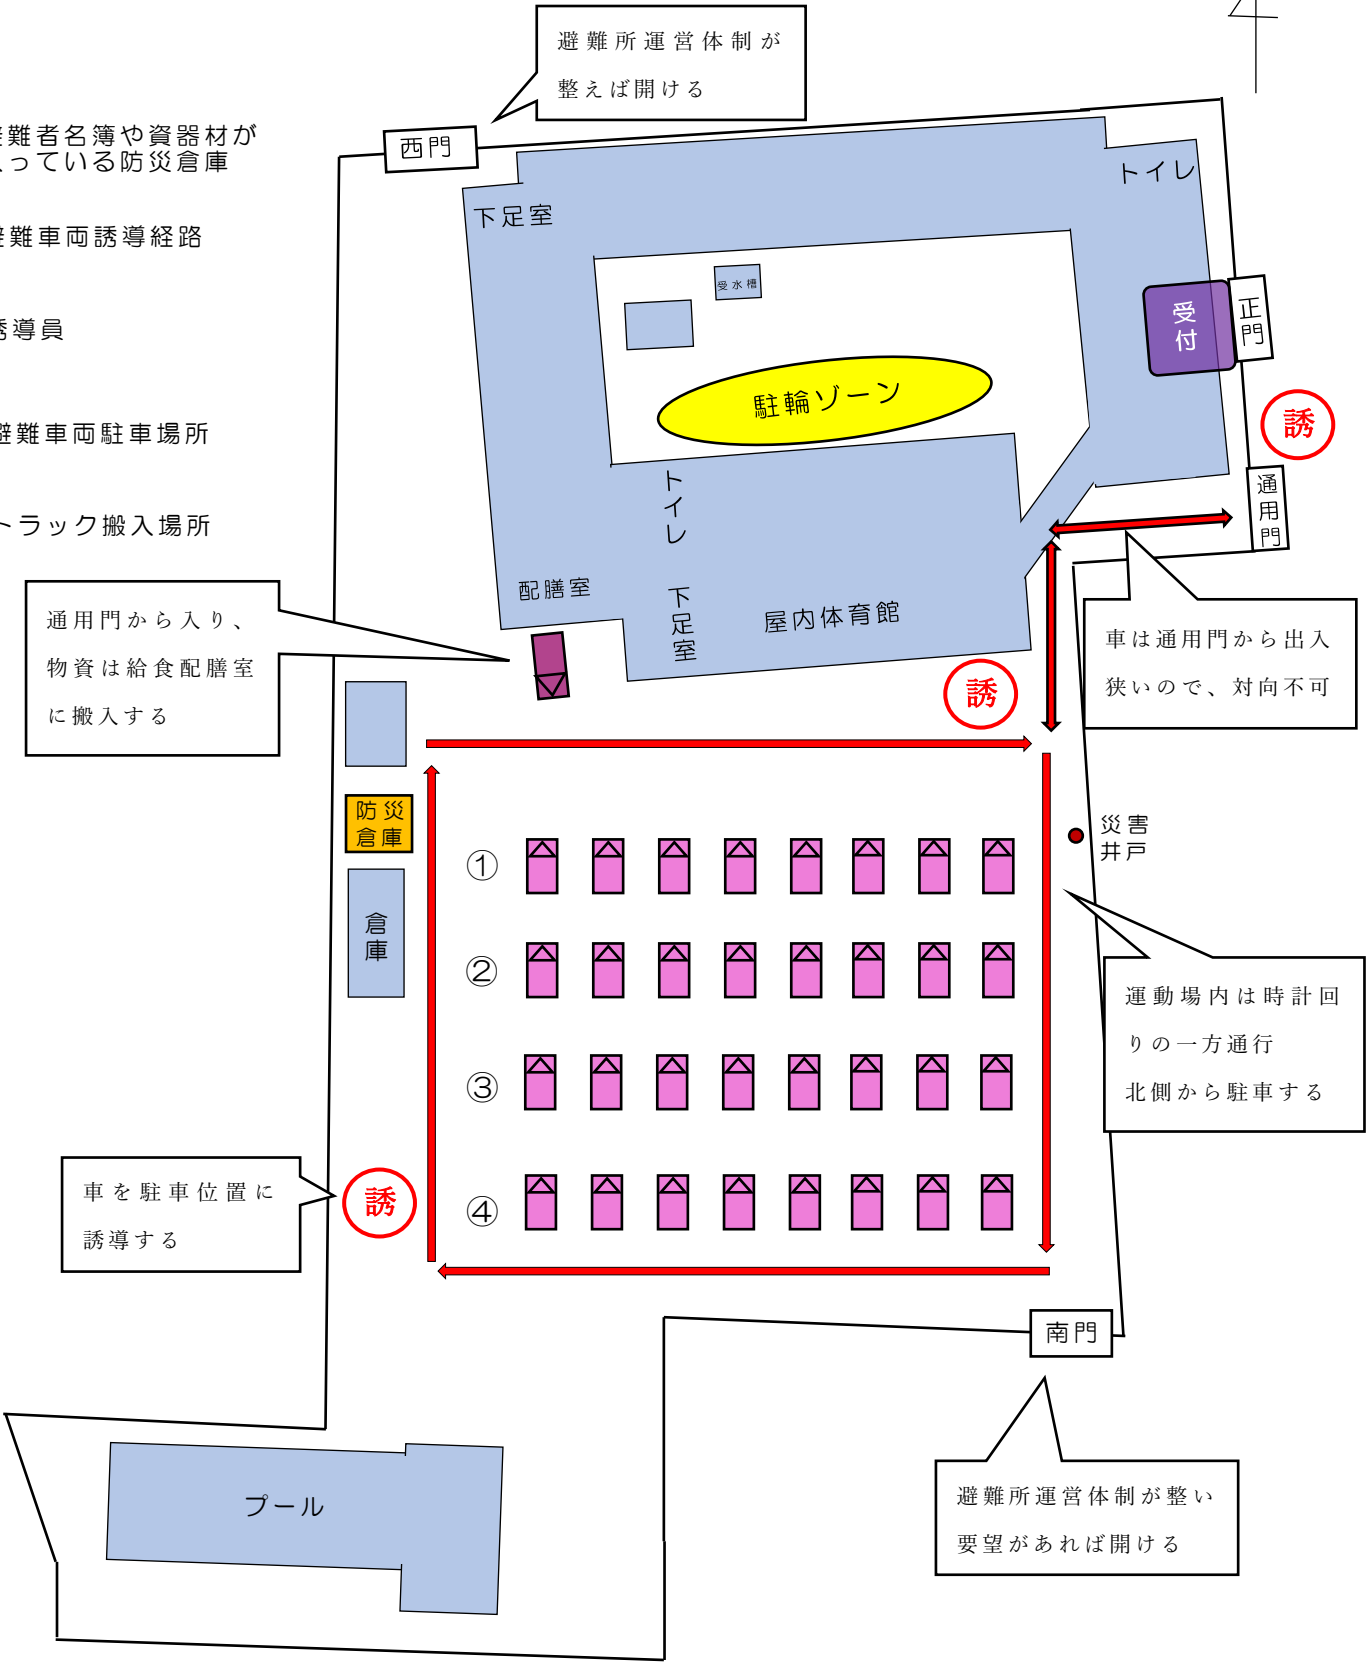 避難所運営体制が
整えば開ける
避難者名簿や資器材が
入っている防災倉庫
西門
トイレ
下足室
避難車両誘導経路
受水槽
受付
正門
誘導員
駐輪ゾーン
誘
避難車両駐車場所
トイレ
通用門
トラック搬入場所
配膳室
下足室
屋内体育館
通用門から入り、
物資は給食配膳室
に搬入する
車は通用門から出入
狭いので、対向不可
誘
防災
倉庫
災害
井戸
①
倉庫
②
運動場内は時計回
りの一方通行
北側から駐車する
③
車を駐車位置に
誘導する
誘
④
南門
プール
避難所運営体制が整い
要望があれば開ける